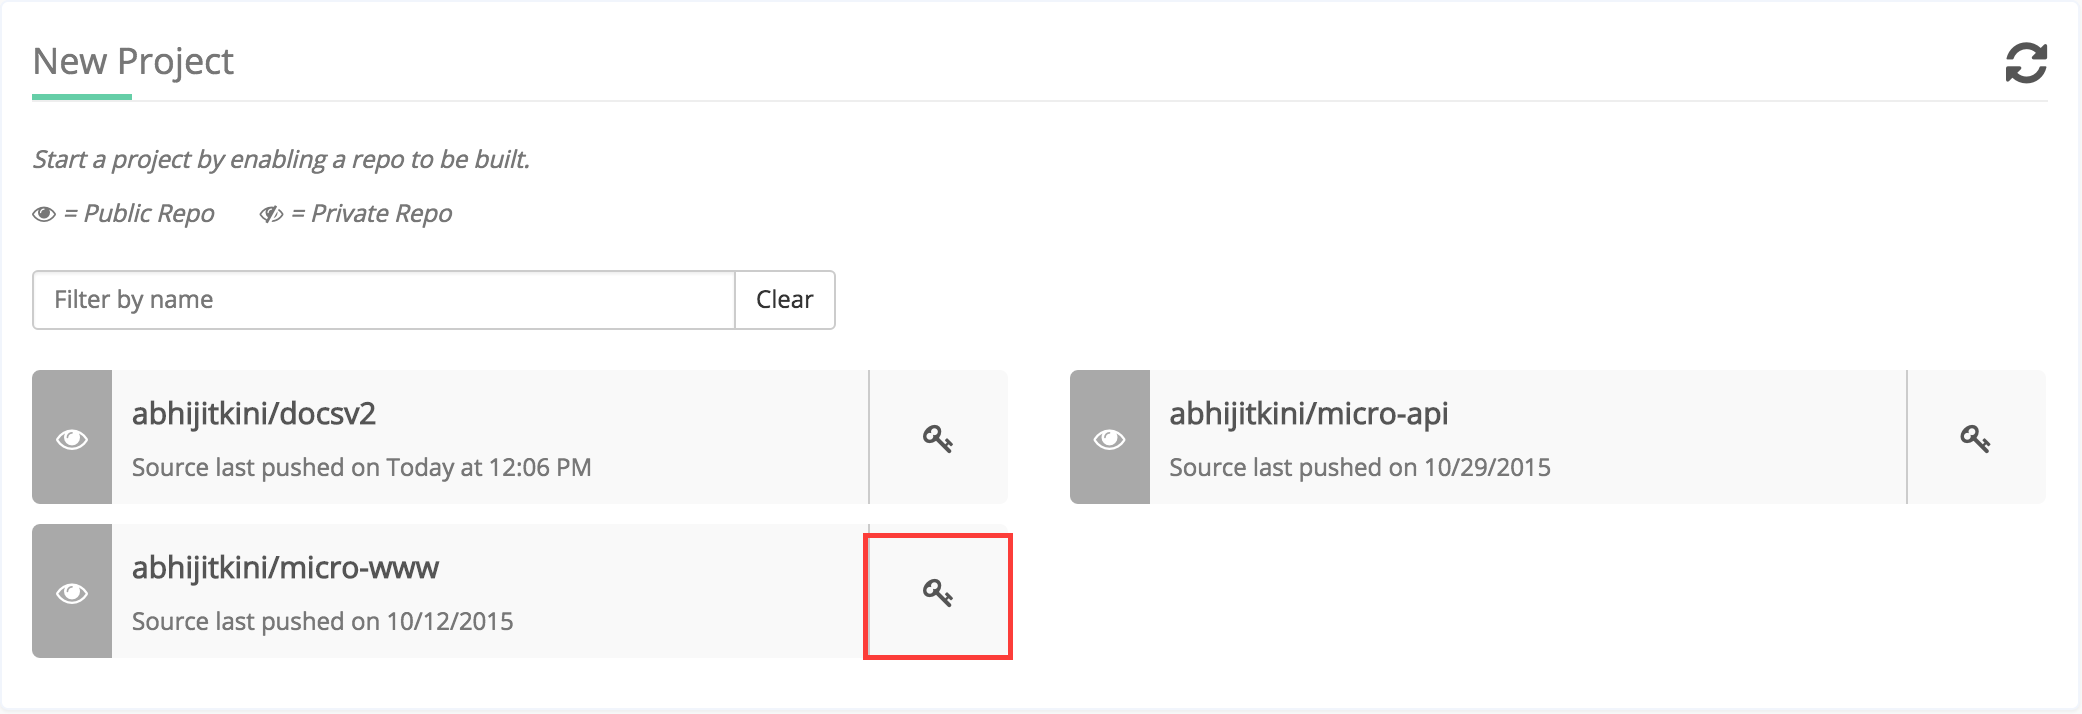 New Project
Start a project by enabling a repo to be built.
= Public Repo = Private Repo
Filter by name Clear
abhijitkini/docsv2
Source last pushed on Today at 12:06 PM
abhijitkini/micro-api
Source last pushed on 10/29/2015
abhijitkini/micro-www
Source last pushed on 10/12/2015